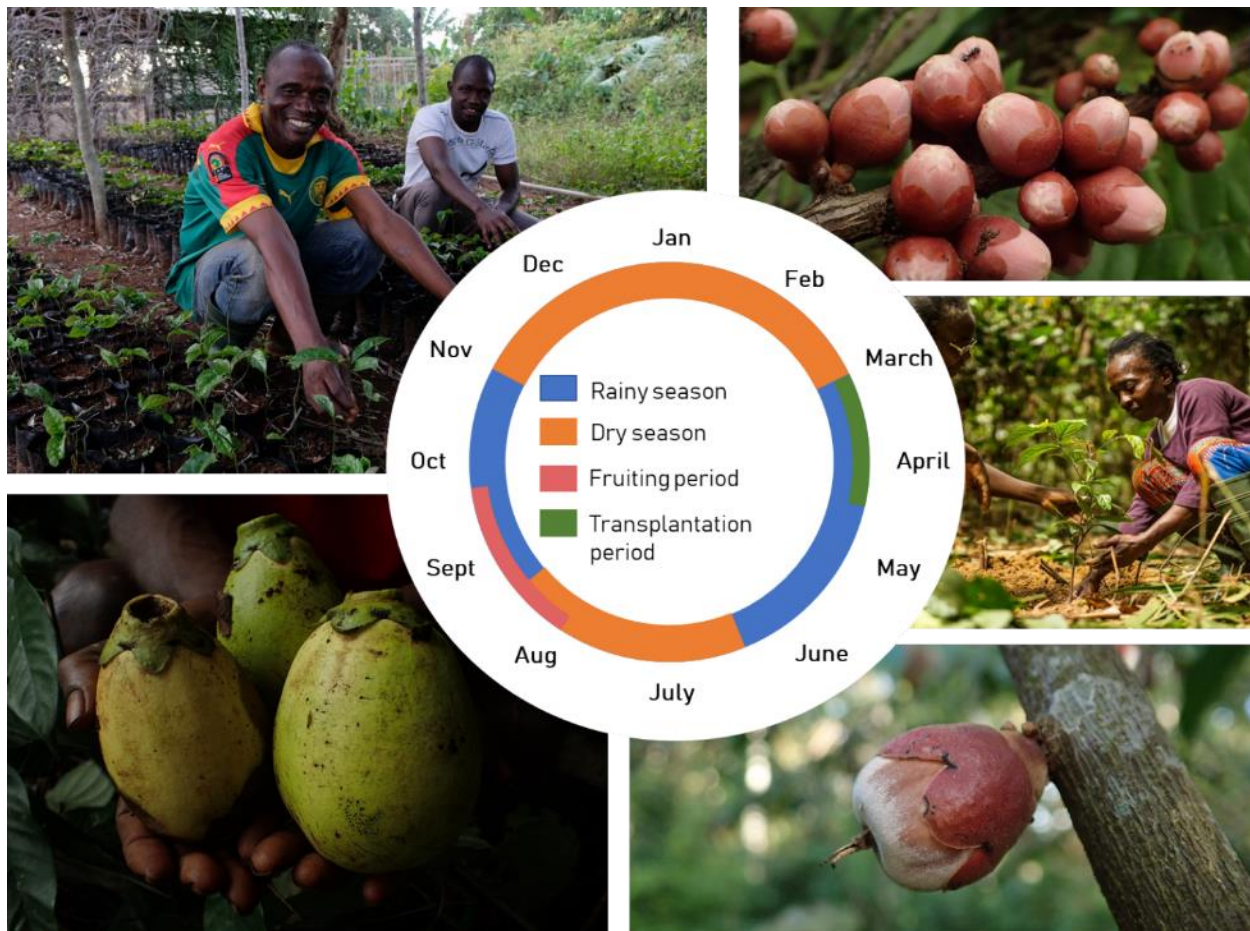 Jan
Feb
March
April
May
June
July
Aug
Sept
Oct
Nov
Dec
Rainy season
Dry season
Fruiting period
Transplantation
period